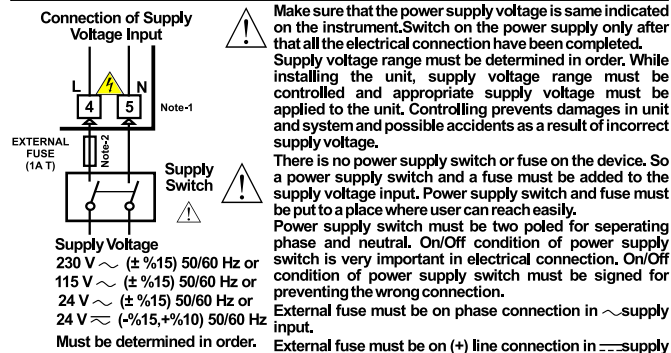 Connection of Supply
Voltage Input
L
N
4
5
Note-1
EXTERNAL
FUSE
(1A T)
Note-2
Supply
Switch
Supply Voltage
230 V ～ (± %15) 50/60 Hz or
115 V ～ (± %15) 50/60 Hz or
24 V ～ (± %15) 50/60 Hz or
24 V ⏦ (-%15,+%10) 50/60 Hz
Must be determined in order.
Make sure that the power supply voltage is same indicated
on the instrument.Switch on the power supply only after
that all the electrical connection have been completed.
Supply voltage range must be determined in order. While
installing the unit, supply voltage range must be
controlled and appropriate supply voltage must be
applied to the unit. Controlling prevents damages in unit
and system and possible accidents as a result of incorrect
supply voltage.
There is no power supply switch or fuse on the device. So
a power supply switch and a fuse must be added to the
supply voltage input. Power supply switch and fuse must
be put to a place where user can reach easily.
Power supply switch must be two poled for seperating
phase and neutral. On/Off condition of power supply
switch is very important in electrical connection. On/Off
condition of power supply switch must be signed for
preventing the wrong connection.
External fuse must be on phase connection in ～supply
input.
External fuse must be on (+) line connection in ⎓supply